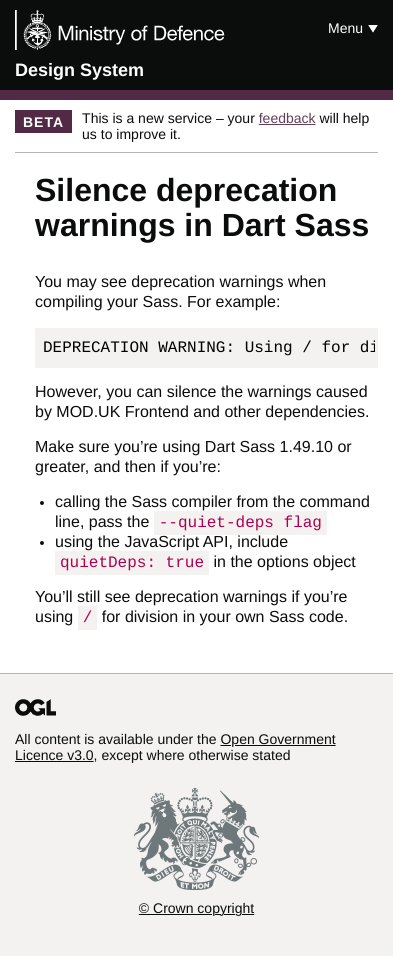 Ministry of Defence
Menu ▼
Design System
BETA
This is a new service – your feedback will help
us to improve it.
Silence deprecation
warnings in Dart Sass
You may see deprecation warnings when
compiling your Sass. For example:
DEPRECATION WARNING: Using / for di
However, you can silence the warnings caused
by MOD.UK Frontend and other dependencies.
Make sure you’re using Dart Sass 1.49.10 or
greater, and then if you’re:
• calling the Sass compiler from the command
line, pass the --quiet-deps flag
• using the JavaScript API, include
quietDeps: true in the options object
You’ll still see deprecation warnings if you’re
using / for division in your own Sass code.
OGL
All content is available under the Open Government
Licence v3.0, except where otherwise stated
DIEU ET MON DROIT
© Crown copyright